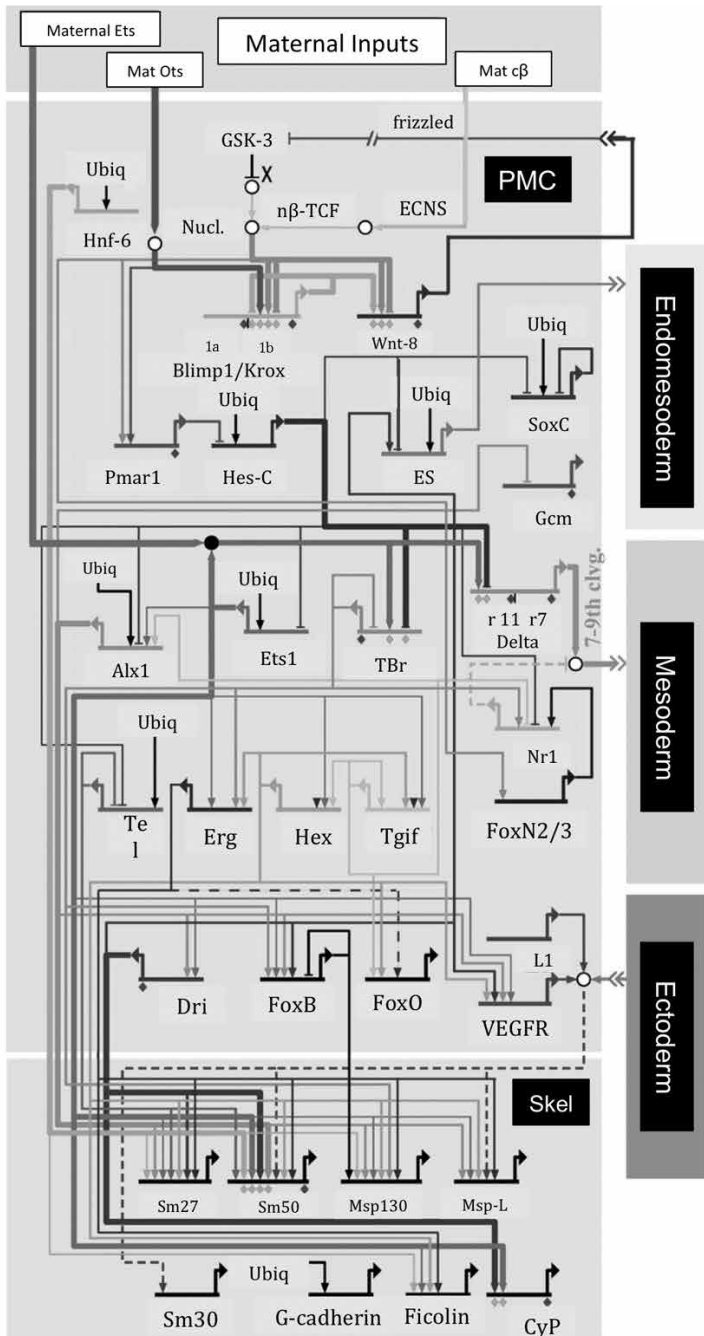 Maternal Ets
Maternal Inputs
Mat Ots
Mat cβ
frizzled
GSK-3
X
PMC
Ubiq
nβ-TCF
ECNS
Hnf-6
Nucl.
1a
1b
Wnt-8
Blimp1/Krox
Ubiq
Ubiq
Ubiq
SoxC
Pmar1
Hes-C
ES
Gcm
Endomesoderm
7-9th clvg.
Ubiq
Ubiq
r 11 r7
Delta
Alx1
Ets1
TBr
Nr1
Mesoderm
Ubiq
Te
l
Erg
Hex
Tgif
FoxN2/3
L1
Dri
FoxB
FoxO
VEGFR
Ectoderm
Skel
Sm27
Sm50
Msp130
Msp-L
Ubiq
Sm30
G-cadherin
Ficolin
CyP